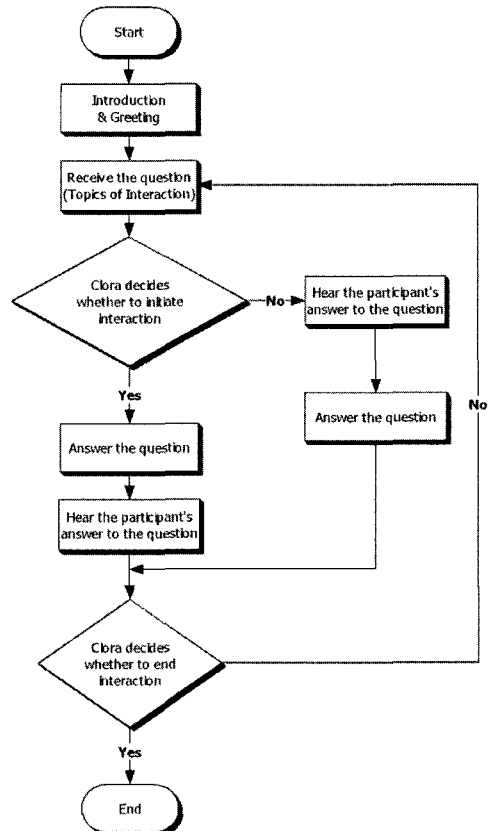 Start
Introduction
& Greeting
Receive the question
(Topics of Interaction)
Clora decides
whether to initiate
interaction
No
Hear the participant's
answer to the question
Yes
Answer the question
Answer the question
No
Hear the participant's
answer to the question
Clora decides
whether to end
interaction
Yes
End